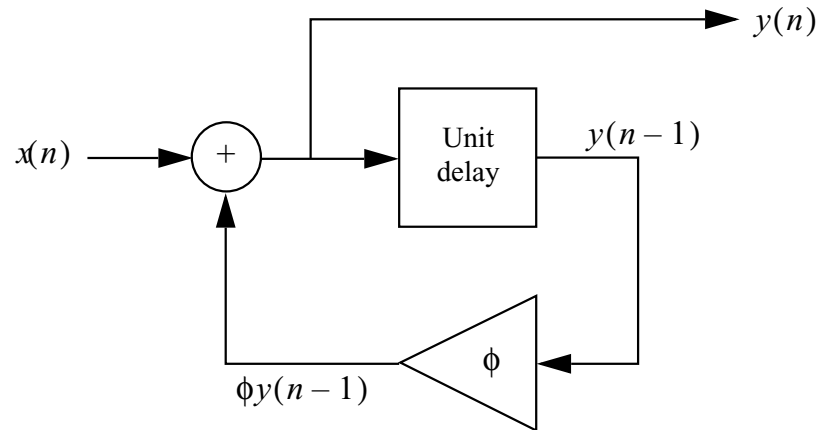 y(n)
Unit
delay
y(n – 1)
x(n)
+
ϕ
ϕy(n – 1)